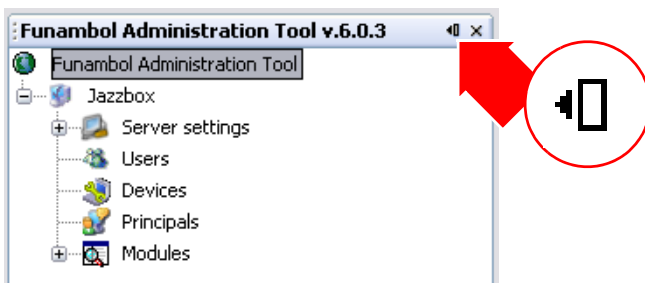 Funambol Administration Tool v.6.0.3
Funambol Administration Tool
Jazzbox
Server settings
Users
Devices
Principals
Modules